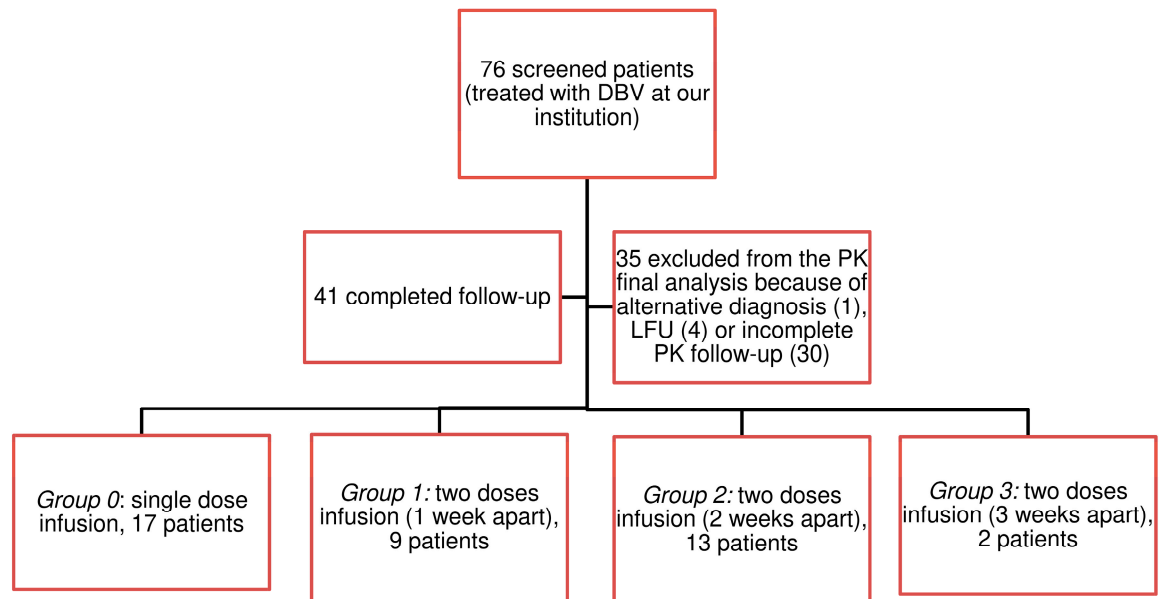 76 screened patients
(treated with DBV at our
institution)
41 completed follow-up
35 excluded from the PK
final analysis because of
alternative diagnosis (1),
LFU (4) or incomplete
PK follow-up (30)
Group 0: single dose
infusion, 17 patients
Group 1: two doses
infusion (1 week apart),
9 patients
Group 2: two doses
infusion (2 weeks apart),
13 patients
Group 3: two doses
infusion (3 weeks apart),
2 patients